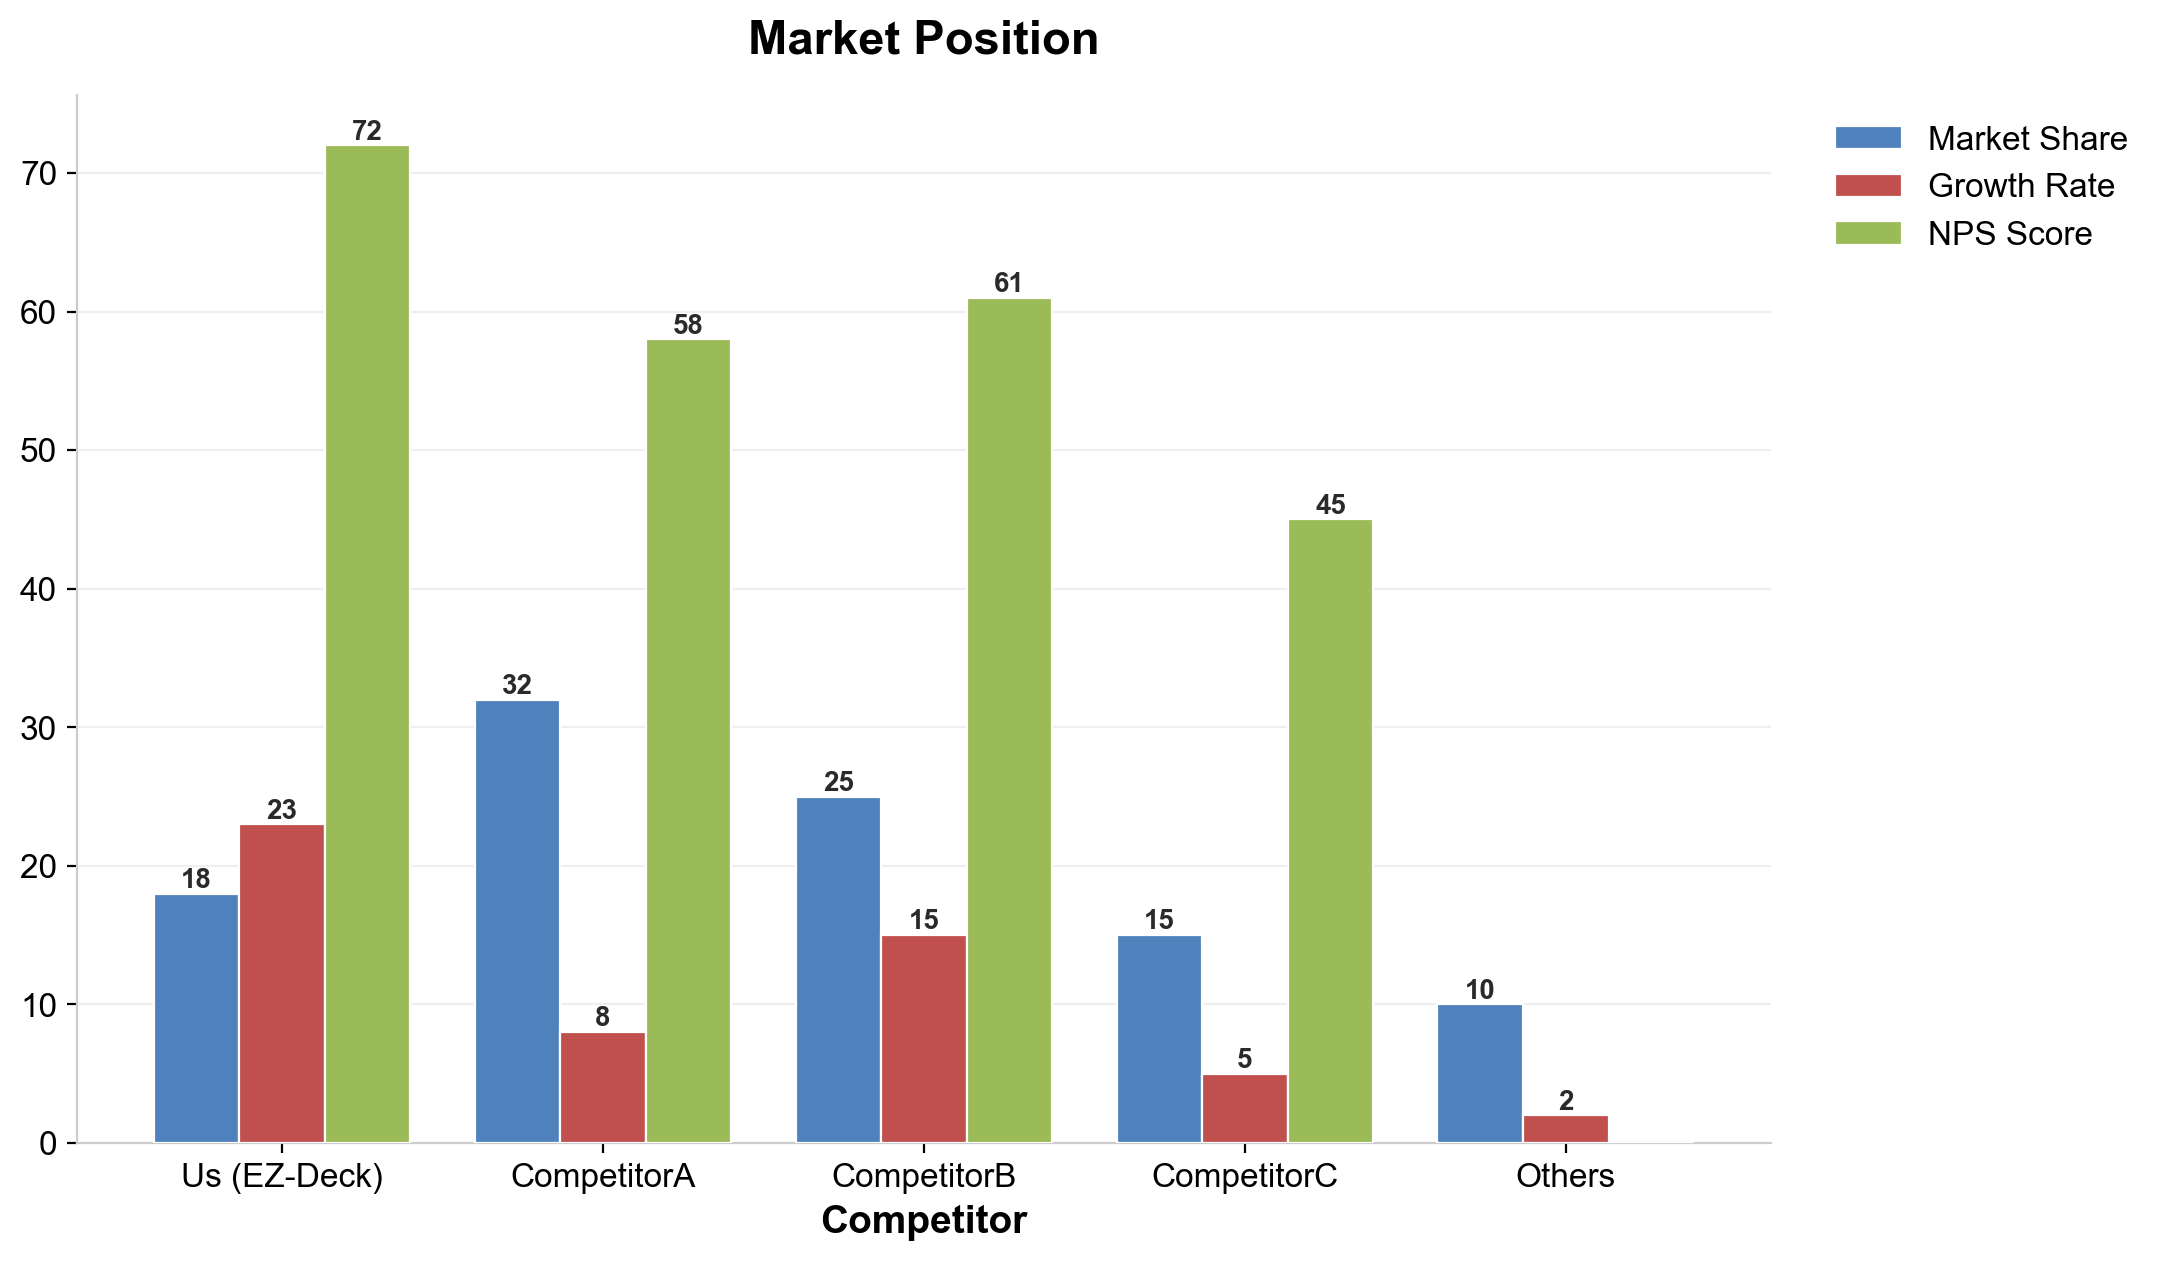 Market Position
Market Share
Growth Rate
NPS Score
70
60
50
40
30
20
10
0
18
23
72
32
8
58
25
15
61
15
5
45
10
2
Us (EZ-Deck)
CompetitorA
CompetitorB
CompetitorC
Others
Competitor